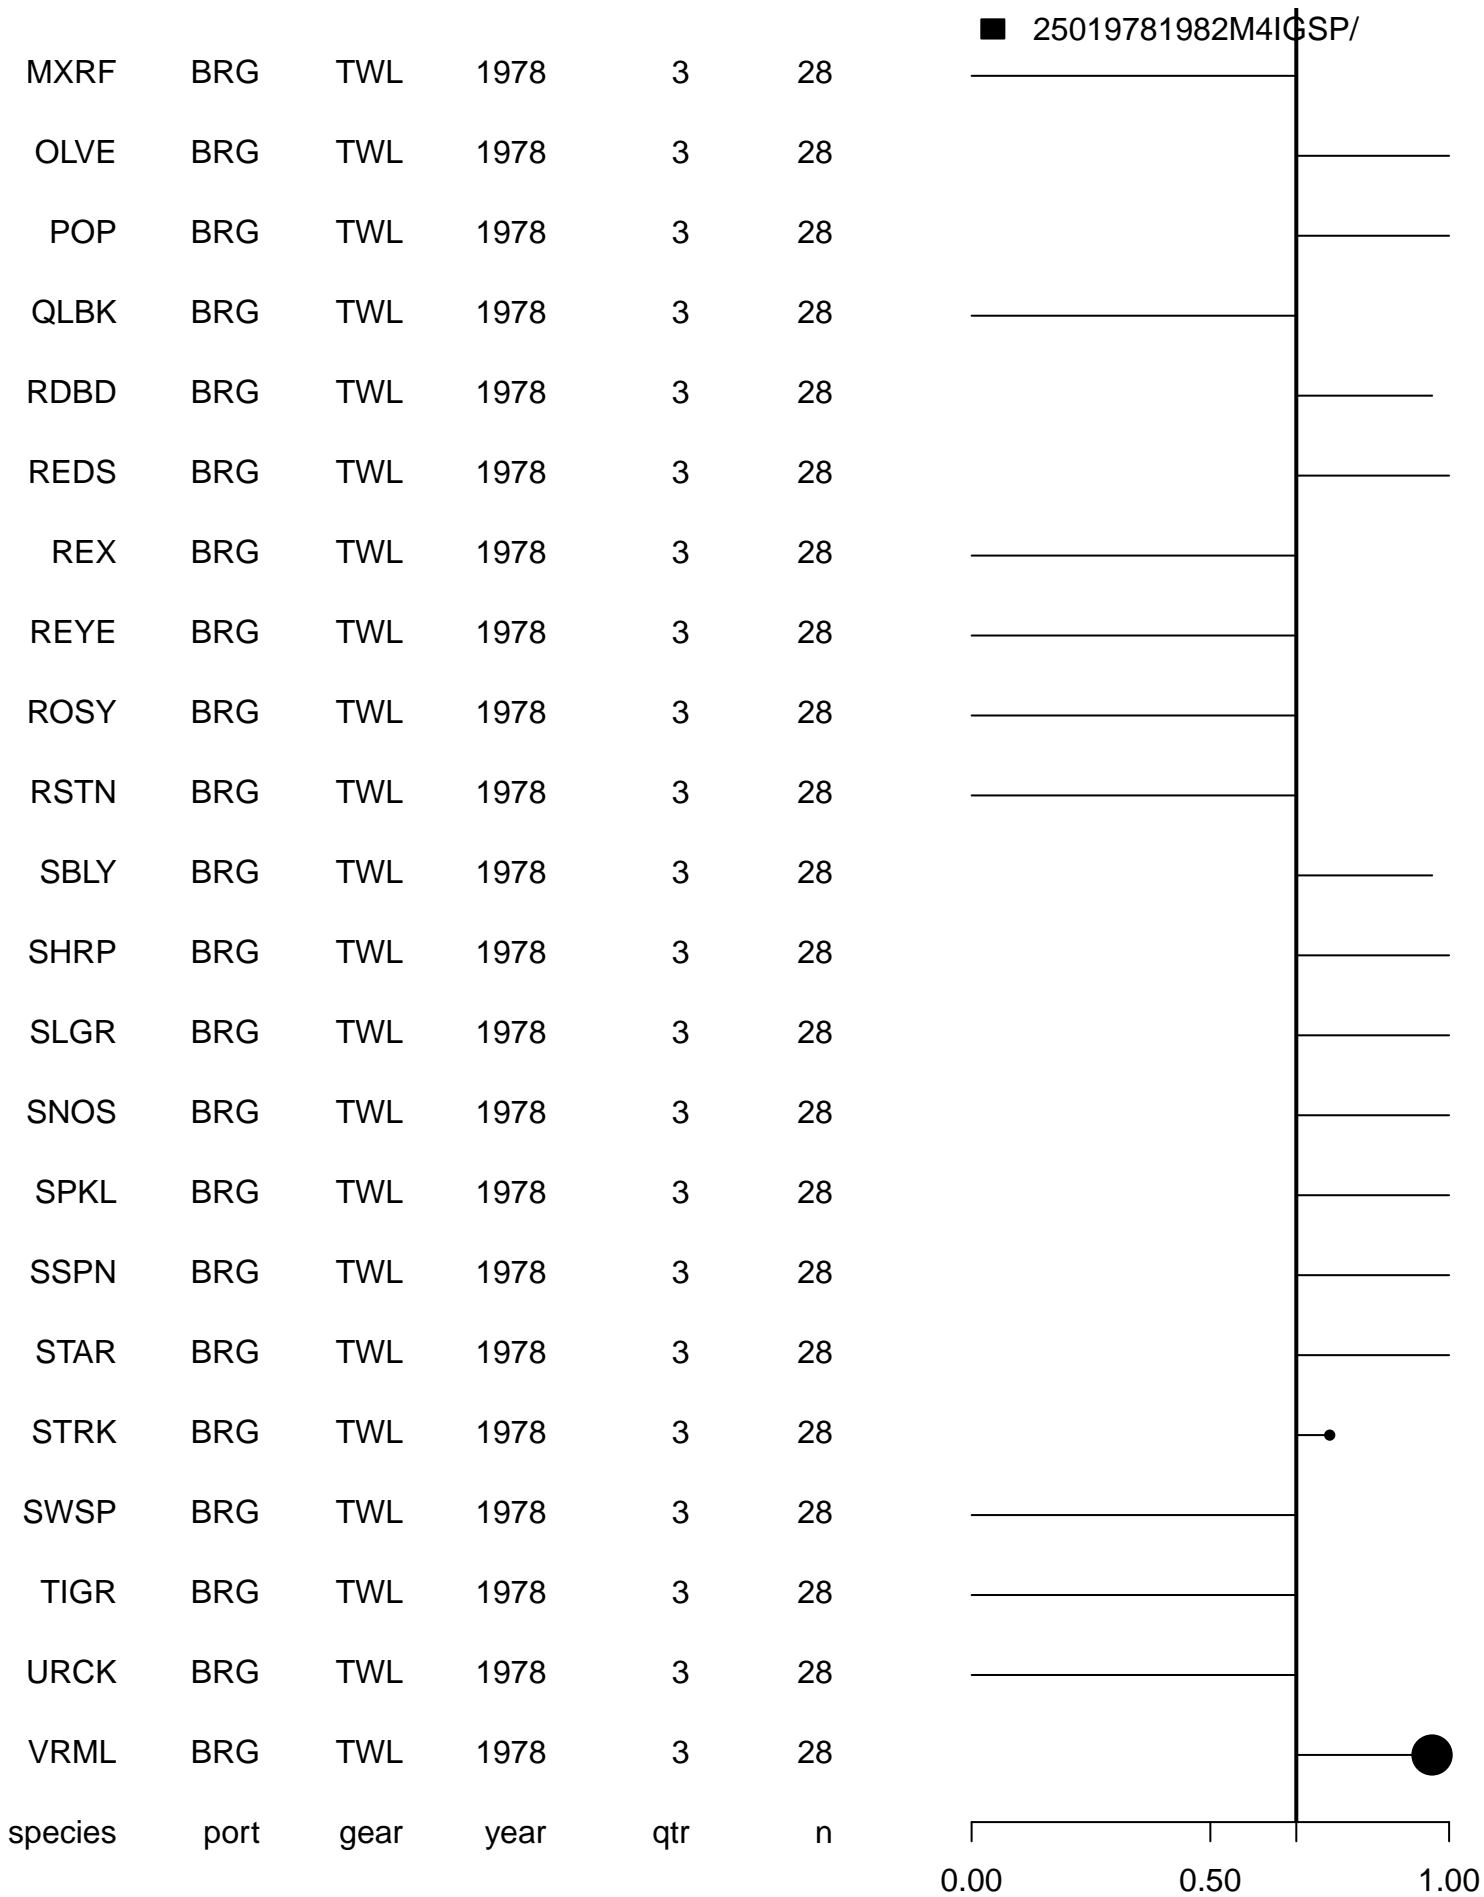 25019781982M4IGSP/
MXRF BRG TWL 1978 3 28
OLVE BRG TWL 1978 3 28
POP BRG TWL 1978 3 28
QLBK BRG TWL 1978 3 28
RDBD BRG TWL 1978 3 28
REDS BRG TWL 1978 3 28
REX BRG TWL 1978 3 28
REYE BRG TWL 1978 3 28
ROSY BRG TWL 1978 3 28
RSTN BRG TWL 1978 3 28
SBLY BRG TWL 1978 3 28
SHRP BRG TWL 1978 3 28
SLGR BRG TWL 1978 3 28
SNOS BRG TWL 1978 3 28
SPKL BRG TWL 1978 3 28
SSPN BRG TWL 1978 3 28
STAR BRG TWL 1978 3 28
STRK BRG TWL 1978 3 28
SWSP BRG TWL 1978 3 28
TIGR BRG TWL 1978 3 28
URCK BRG TWL 1978 3 28
VRML BRG TWL 1978 3 28
species port gear year qtr n
0.00 0.50 1.00